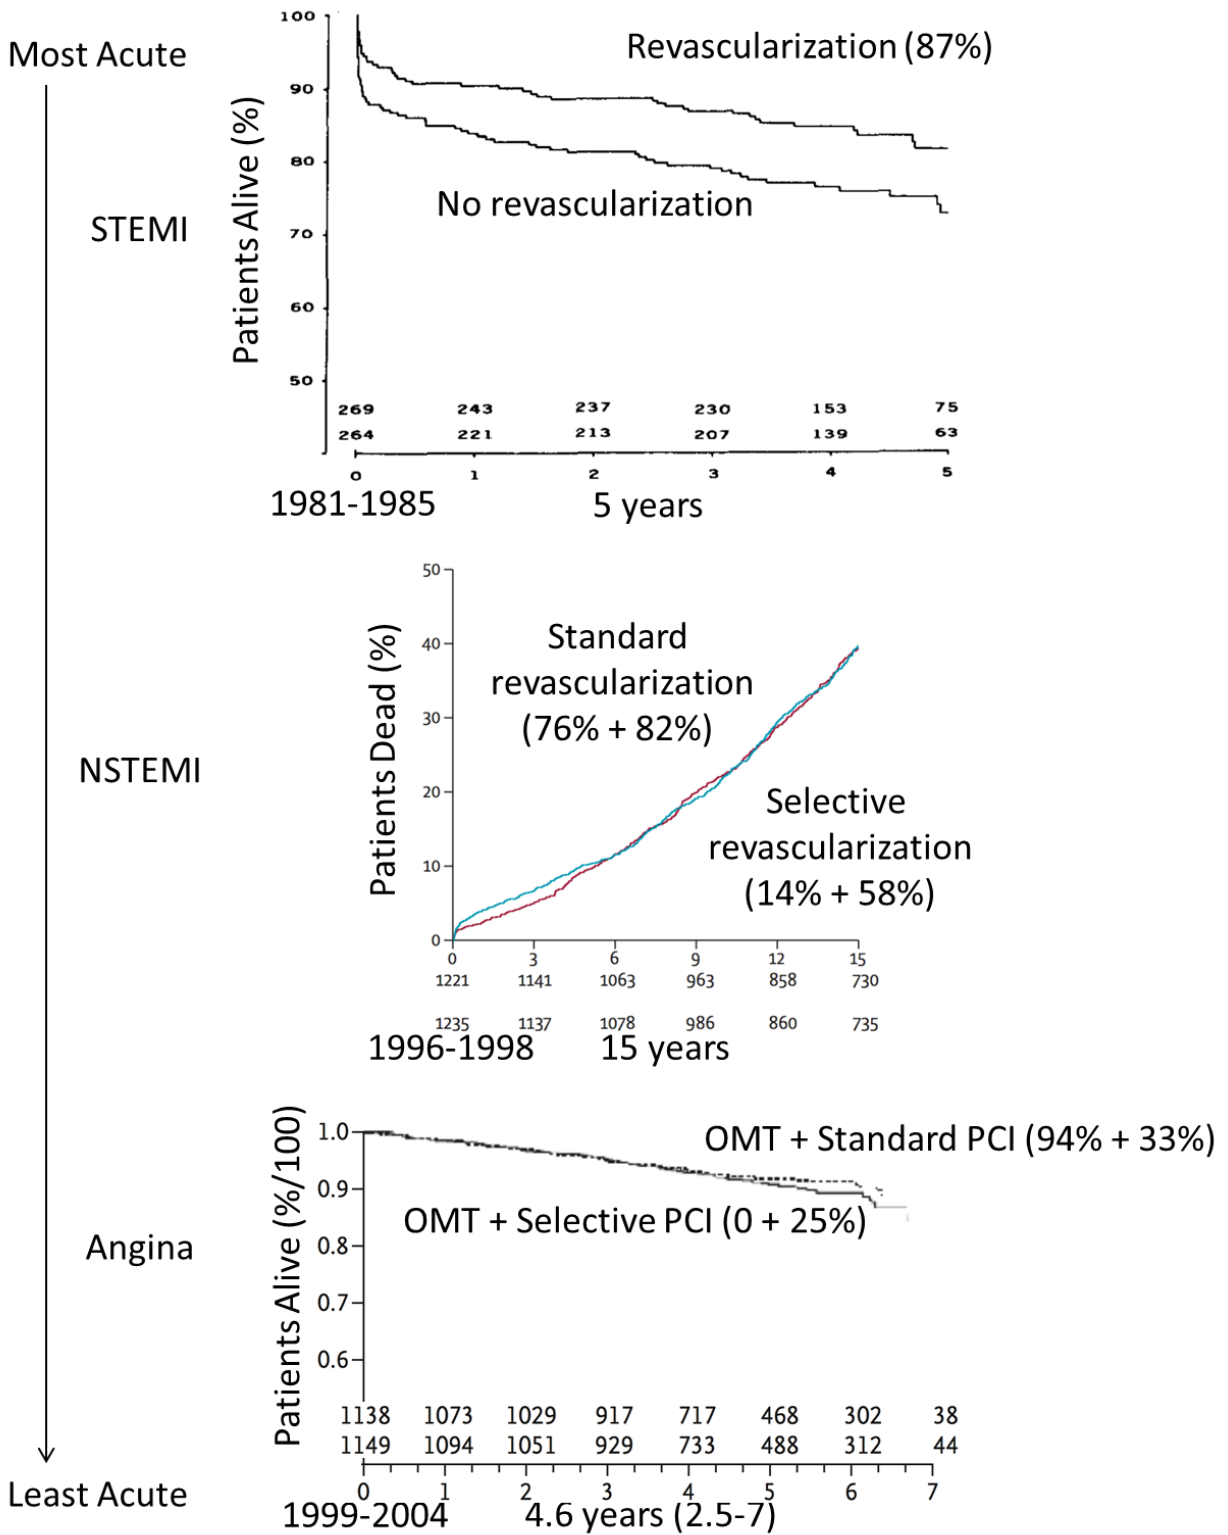 Most Acute
100
Revascularization (87%)
90
80
No revascularization
70
60
50
STEMI
Patients Alive (%)
269 243 237 230 153 75
264 221 213 207 139 63
0 1 2 3 4 5
1981-1985 5 years
50
Standard
revascularization
(76% + 82%)
40
30
NSTEMI
Patients Dead (%)
20
Selective
revascularization
(14% + 58%)
10
0
0 3 6 9 12 15
1221 1141 1063 963 858 730
1235 1137 1078 986 860 735
1996-1998 15 years
1.0
OMT + Standard PCI (94% + 33%)
0.9
OMT + Selective PCI (0 + 25%)
Angina
Patients Alive (%/100)
0.8
0.7
0.6
1138 1073 1029 917 717 468 302 38
1149 1094 1051 929 733 488 312 44
Least Acute
0 1 2 3 4 5 6 7
1999-2004 4.6 years (2.5-7)